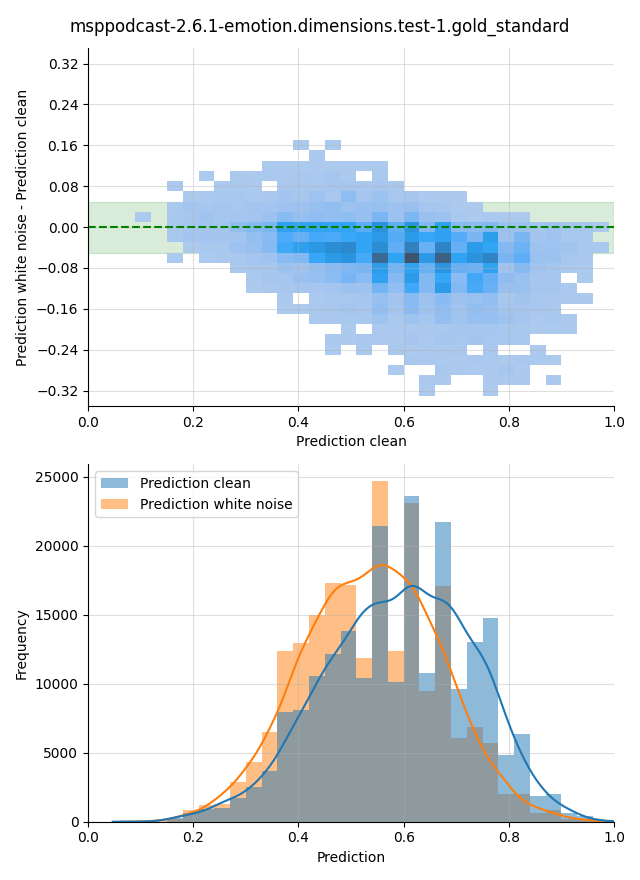 msppodcast-2.6.1-emotion.dimensions.test-1.gold_standard
0.32
0.24
0.16
0.08
0.00
−0.08
−0.16
−0.24
−0.32
Prediction white noise - Prediction clean
0.0 0.2 0.4 0.6 0.8 1.0
Prediction clean
25000
20000
15000
10000
5000
0
Frequency
Prediction clean
Prediction white noise
0.0 0.2 0.4 0.6 0.8 1.0
Prediction